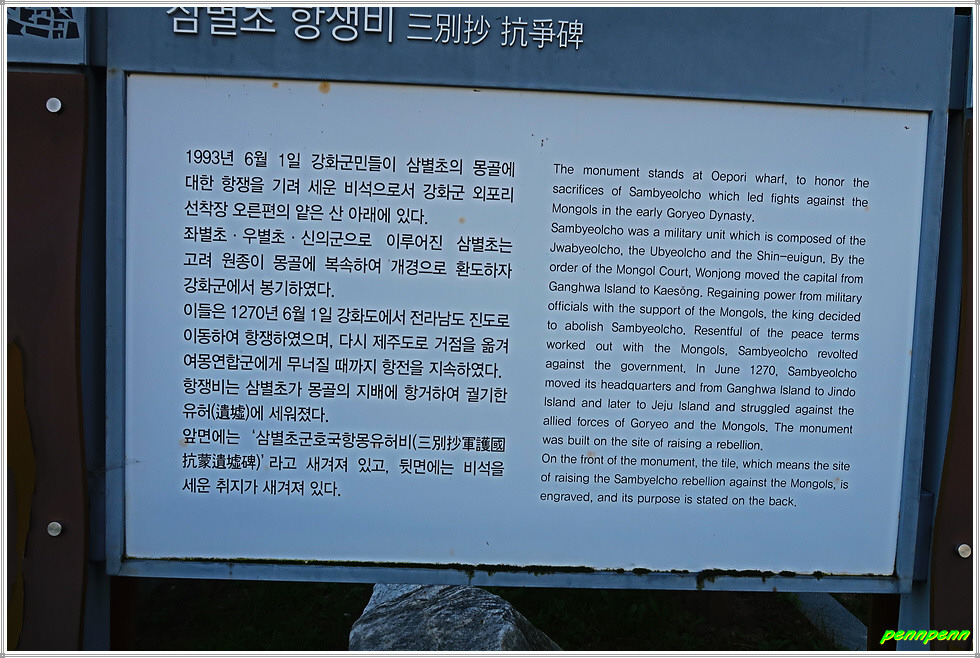 삼별초 항쟁비 三別抄 抗爭碑
1993년 6월 1일 강화군민들이 삼별초의 몽골에
대한 항쟁을 기려 세운 비석으로서 강화군 외포리
선착장 오른편의 얕은 산 아래에 있다.
좌별초·우별초·신의군으로 이루어진 삼별초는
고려 원종이 몽골에 복속하여 개경으로 환도하자
강화군에서 봉기하였다.
이들은 1270년 6월 1일 강화도에서 전라남도 진도로
이동하여 항쟁하였으며, 다시 제주도로 거점을 옮겨
여몽연합군에게 무너질 때까지 항전을 지속하였다.
항쟁비는 삼별초가 몽골의 지배에 항거하여 궐기한
유허(遺墟)에 세워졌다.
앞면에는 '삼별초군호국항몽유허비(三別抄軍護國
抗蒙遺墟碑)'라고 새겨져 있고, 뒷면에는 비석을
세운 취지가 새겨져 있다.
The monument stands at Oepori wharf, to honor the
sacrifices of Sambyeolcho which led fights against the
Mongols in the early Goryeo Dynasty.
Sambyeolcho was a military unit which is composed of the
Jwabyeolcho, the Ubyeolcho and the Shin-euigun. By the
order of the Mongol Court, Wonjong moved the capital from
Ganghwa Island to Kaesŏng. Regaining power from military
officials with the support of the Mongols, the king decided
to abolish Sambyeolcho. Resentful of the peace terms
worked out with the Mongols, Sambyeolcho revolted
against the government. In June 1270, Sambyeolcho
moved its headquarters and from Ganghwa Island to Jindo
Island and later to Jeju Island and struggled against the
allied forces of Goryeo and the Mongols. The monument
was built on the site of raising a rebellion.
On the front of the monument, the tile, which means the site
of raising the Sambyelcho rebellion against the Mongols, is
engraved, and its purpose is stated on the back.
pennpenn